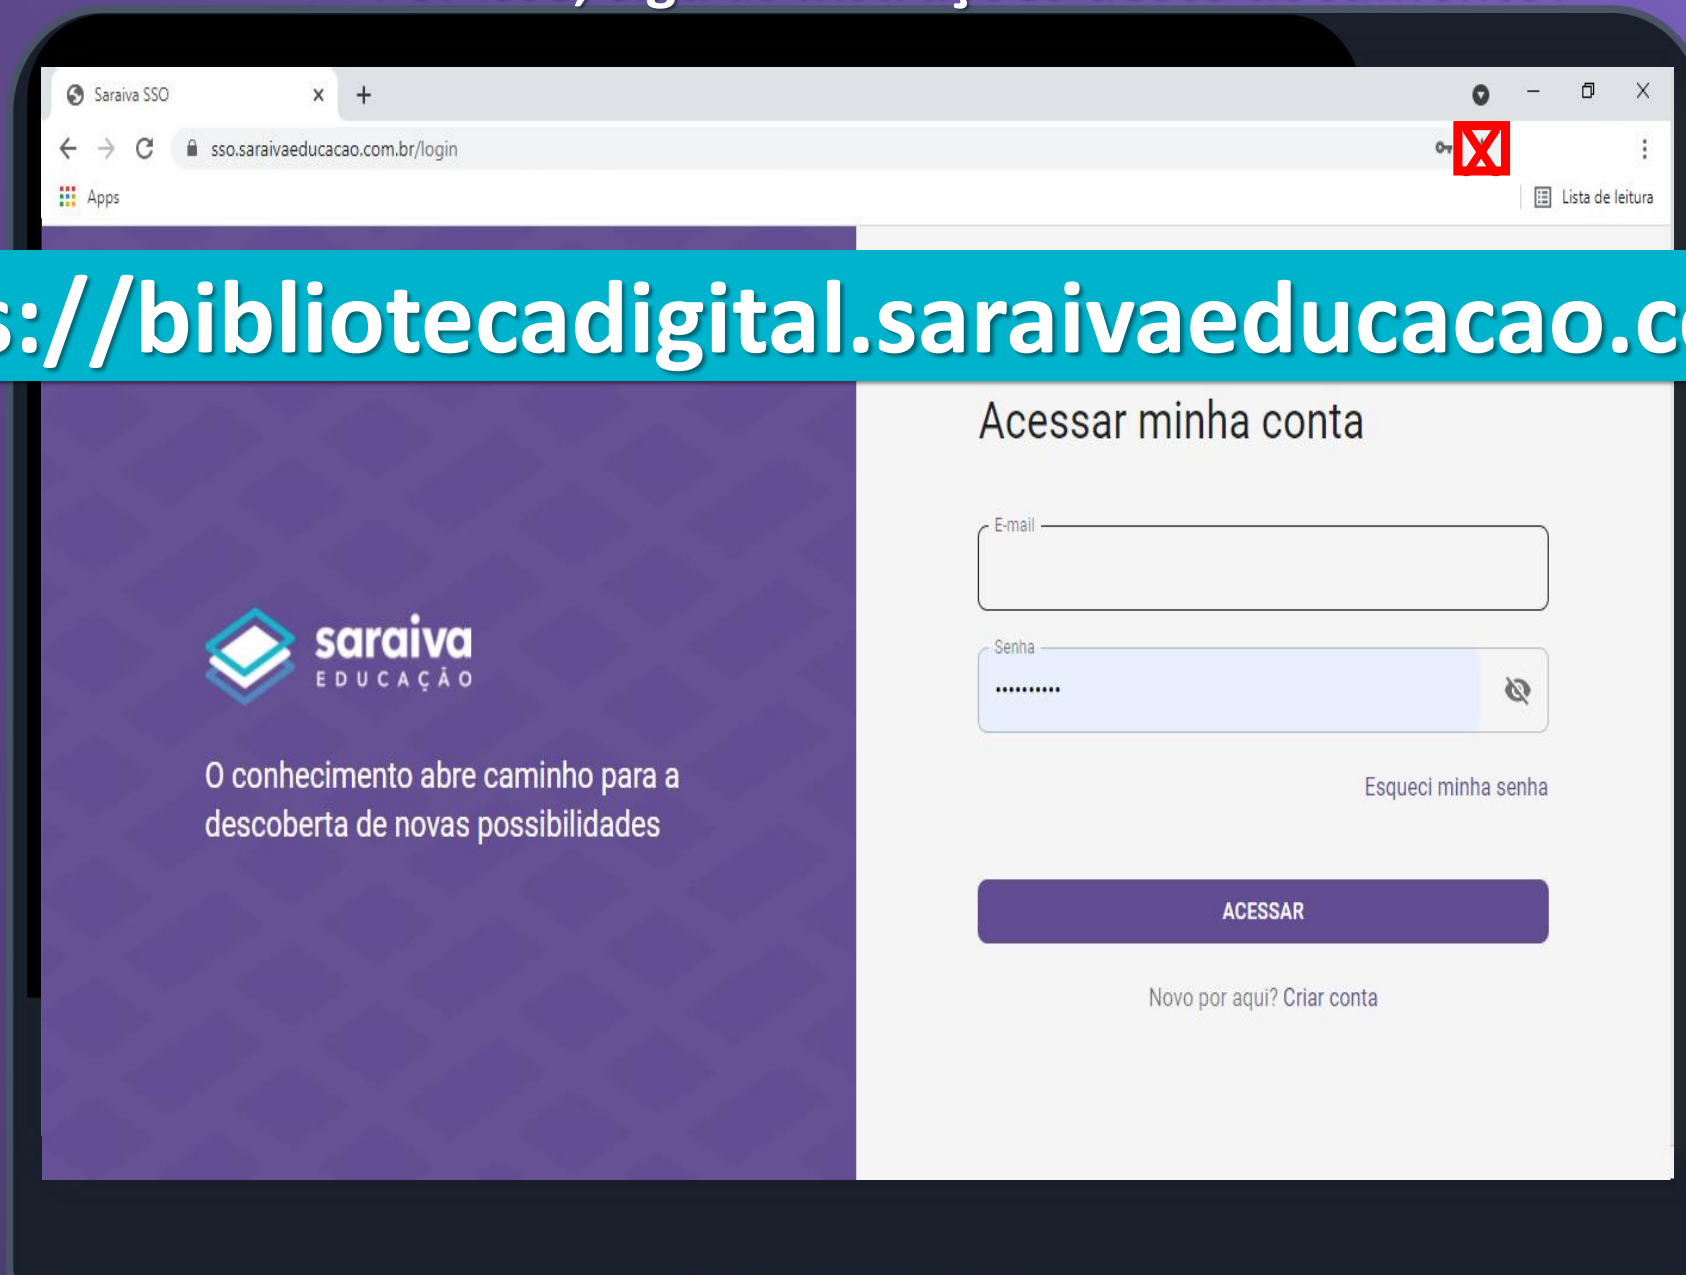 Saraiva SSO
sso.saraivaeducacao.com.br/login
X
Apps
Lista de leitura
s://bibliotecadigital.saraivaeducacao.co
Acessar minha conta
E-mail
saraiva
EDUCAÇÃO
Senha
••••••••••
O conhecimento abre caminho para a
descoberta de novas possibilidades
Esqueci minha senha
ACESSAR
Novo por aqui? Criar conta